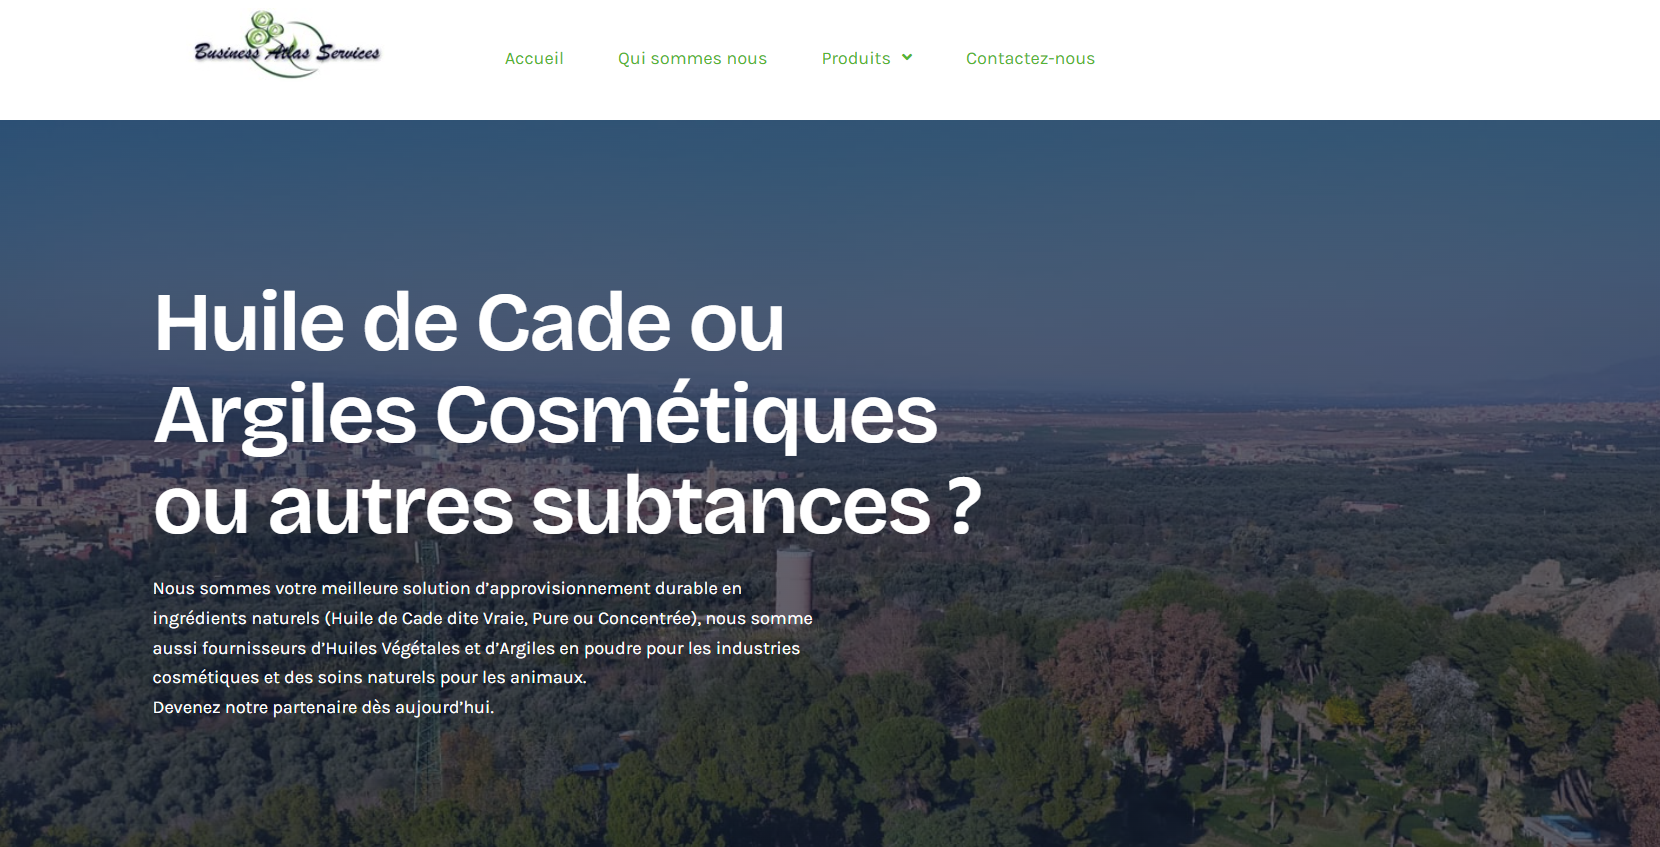 Business Atlas Services
Accueil
Qui sommes nous
Produits
Contactez-nous
Huile de Cade ou
Argiles Cosmétiques
ou autres subtances ?
Nous sommes votre meilleure solution d’approvisionnement durable en
ingrédients naturels (Huile de Cade dite Vraie, Pure ou Concentrée), nous somme
aussi fournisseurs d’Huiles Végétales et d’Argiles en poudre pour les industries
cosmétiques et des soins naturels pour les animaux.
Devenez notre partenaire dès aujourd’hui.